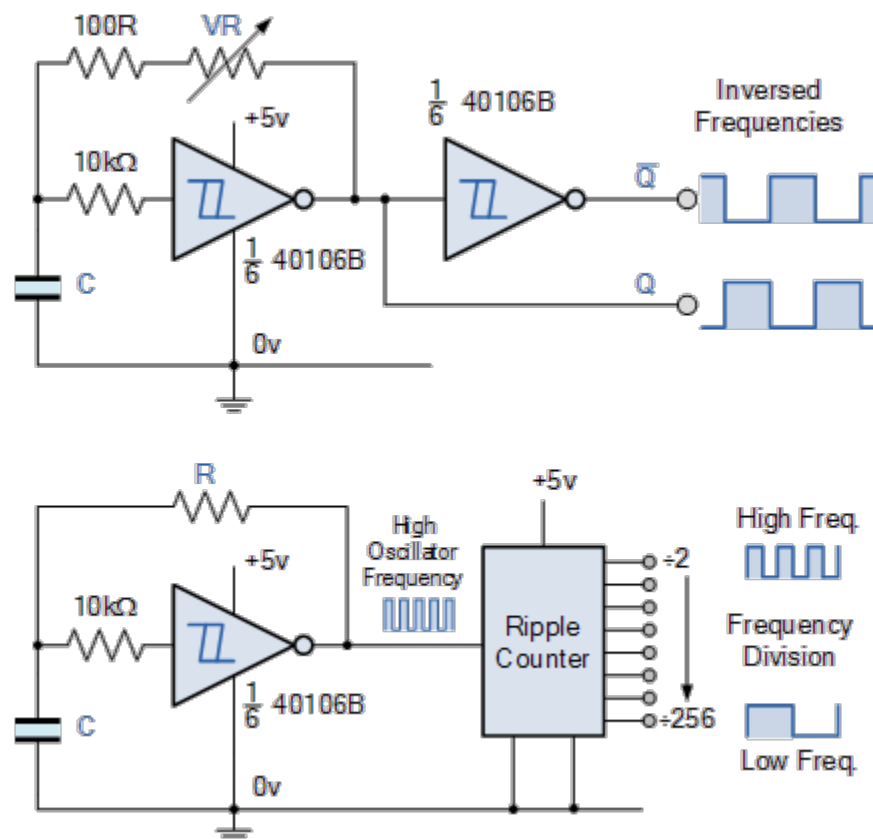 100R
VR
+5v
1/6 40106B
Inversed
Frequencies
10kΩ
Q̅
1/6 40106B
C
Q
0v
R
+5v
High Freq.
High
Oscillator
Frequency
+5v
÷2
10kΩ
Ripple
Counter
Frequency
Division
1/6 40106B
÷256
C
Low Freq.
0v